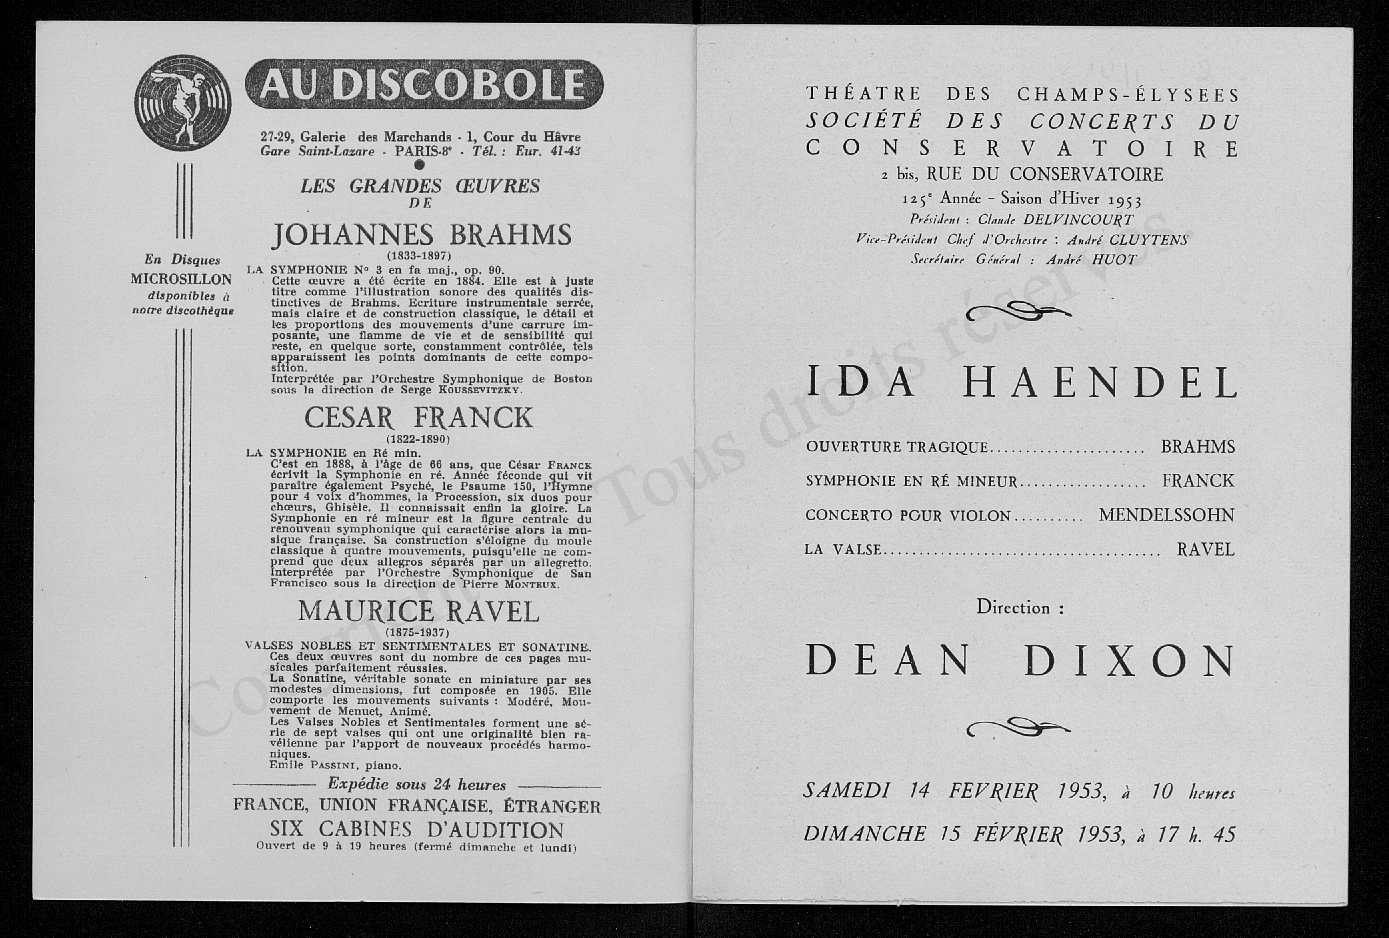 AU DISCOBOLE
27-29, Galerie des Marchands - 1, Cour du Hâvre
Gare Saint-Lazare - PARIS-8e - Tél. : Eur. 41-43
En Disques
MICROSILLON
disponibles à
notre discothèque
LES GRANDES ŒUVRES
DE
JOHANNES BRAHMS
(1833-1897)
LA SYMPHONIE No 3 en fa maj., op. 90.
Cette œuvre a été écrite en 1884. Elle est à juste
titre comme l'illustration sonore des qualités dis-
tinctives de Brahms. Ecriture instrumentale serrée,
mais claire et de construction classique, le détail et
les proportions des mouvements d'une carrure im-
posante, une flamme de vie et de sensibilité qui
reste, en quelque sorte, constamment contrôlée, tels
apparaissent les points dominants de cette compo-
sition.
Interprétée par l'Orchestre Symphonique de Boston
sous la direction de Serge KOUSSEVITZKY.
CESAR FRANCK
(1822-1890)
LA SYMPHONIE en Ré min.
C'est en 1888, à l'âge de 66 ans, que César FRANCK
écrivit la Symphonie en ré. Année féconde qui vit
paraître également Psyché, le Psaume 150, l'Hymne
pour 4 voix d'hommes, la Procession, six duos pour
chœurs, Ghisèle. Il connaissait enfin la gloire. La
Symphonie en ré mineur est la figure centrale du
renouveau symphonique qui caractérise alors la mu-
sique française. Sa construction s'éloigne du moule
classique à quatre mouvements, puisqu'elle ne com-
prend que deux allegros séparés par un allegretto.
Interprétée par l'Orchestre Symphonique de San
Francisco sous la direction de Pierre MONTEUX.
MAURICE RAVEL
(1875-1937)
VALSES NOBLES ET SENTIMENTALES ET SONATINE.
Ces deux œuvres sont du nombre de ces pages mu-
sicales parfaitement réussies.
La Sonatine, véritable sonate en miniature par ses
modestes dimensions, fut composée en 1905. Elle
comporte les mouvements suivants : Modéré, Mou-
vement de Menuet, Animé.
Les Valses Nobles et Sentimentales forment une sé-
rie de sept valses qui ont une originalité bien ra-
vélienne par l'apport de nouveaux procédés harmo-
niques.
Emile PASSINI, piano.
Expédie sous 24 heures
FRANCE, UNION FRANÇAISE, ÉTRANGER
SIX CABINES D'AUDITION
Ouvert de 9 à 19 heures (fermé dimanche et lundi)
THÉATRE DES CHAMPS-ÉLYSEES
SOCIÉTÉ DES CONCERTS DU
CONSERVATOIRE
2 bis, RUE DU CONSERVATOIRE
125e Année - Saison d'Hiver 1953
Président : Claude DELVINCOURT
Vice-Président Chef d'Orchestre : André CLUYTENS
Secrétaire Général : André HUOT
IDA HAENDEL
OUVERTURE TRAGIQUE...................... BRAHMS
SYMPHONIE EN RÉ MINEUR.................. FRANCK
CONCERTO POUR VIOLON.......... MENDELSSOHN
LA VALSE....................................... RAVEL
Direction :
DEAN DIXON
SAMEDI 14 FEVRIER 1953, à 10 heures
DIMANCHE 15 FÉVRIER 1953, à 17 h. 45
Tous droits réservés.